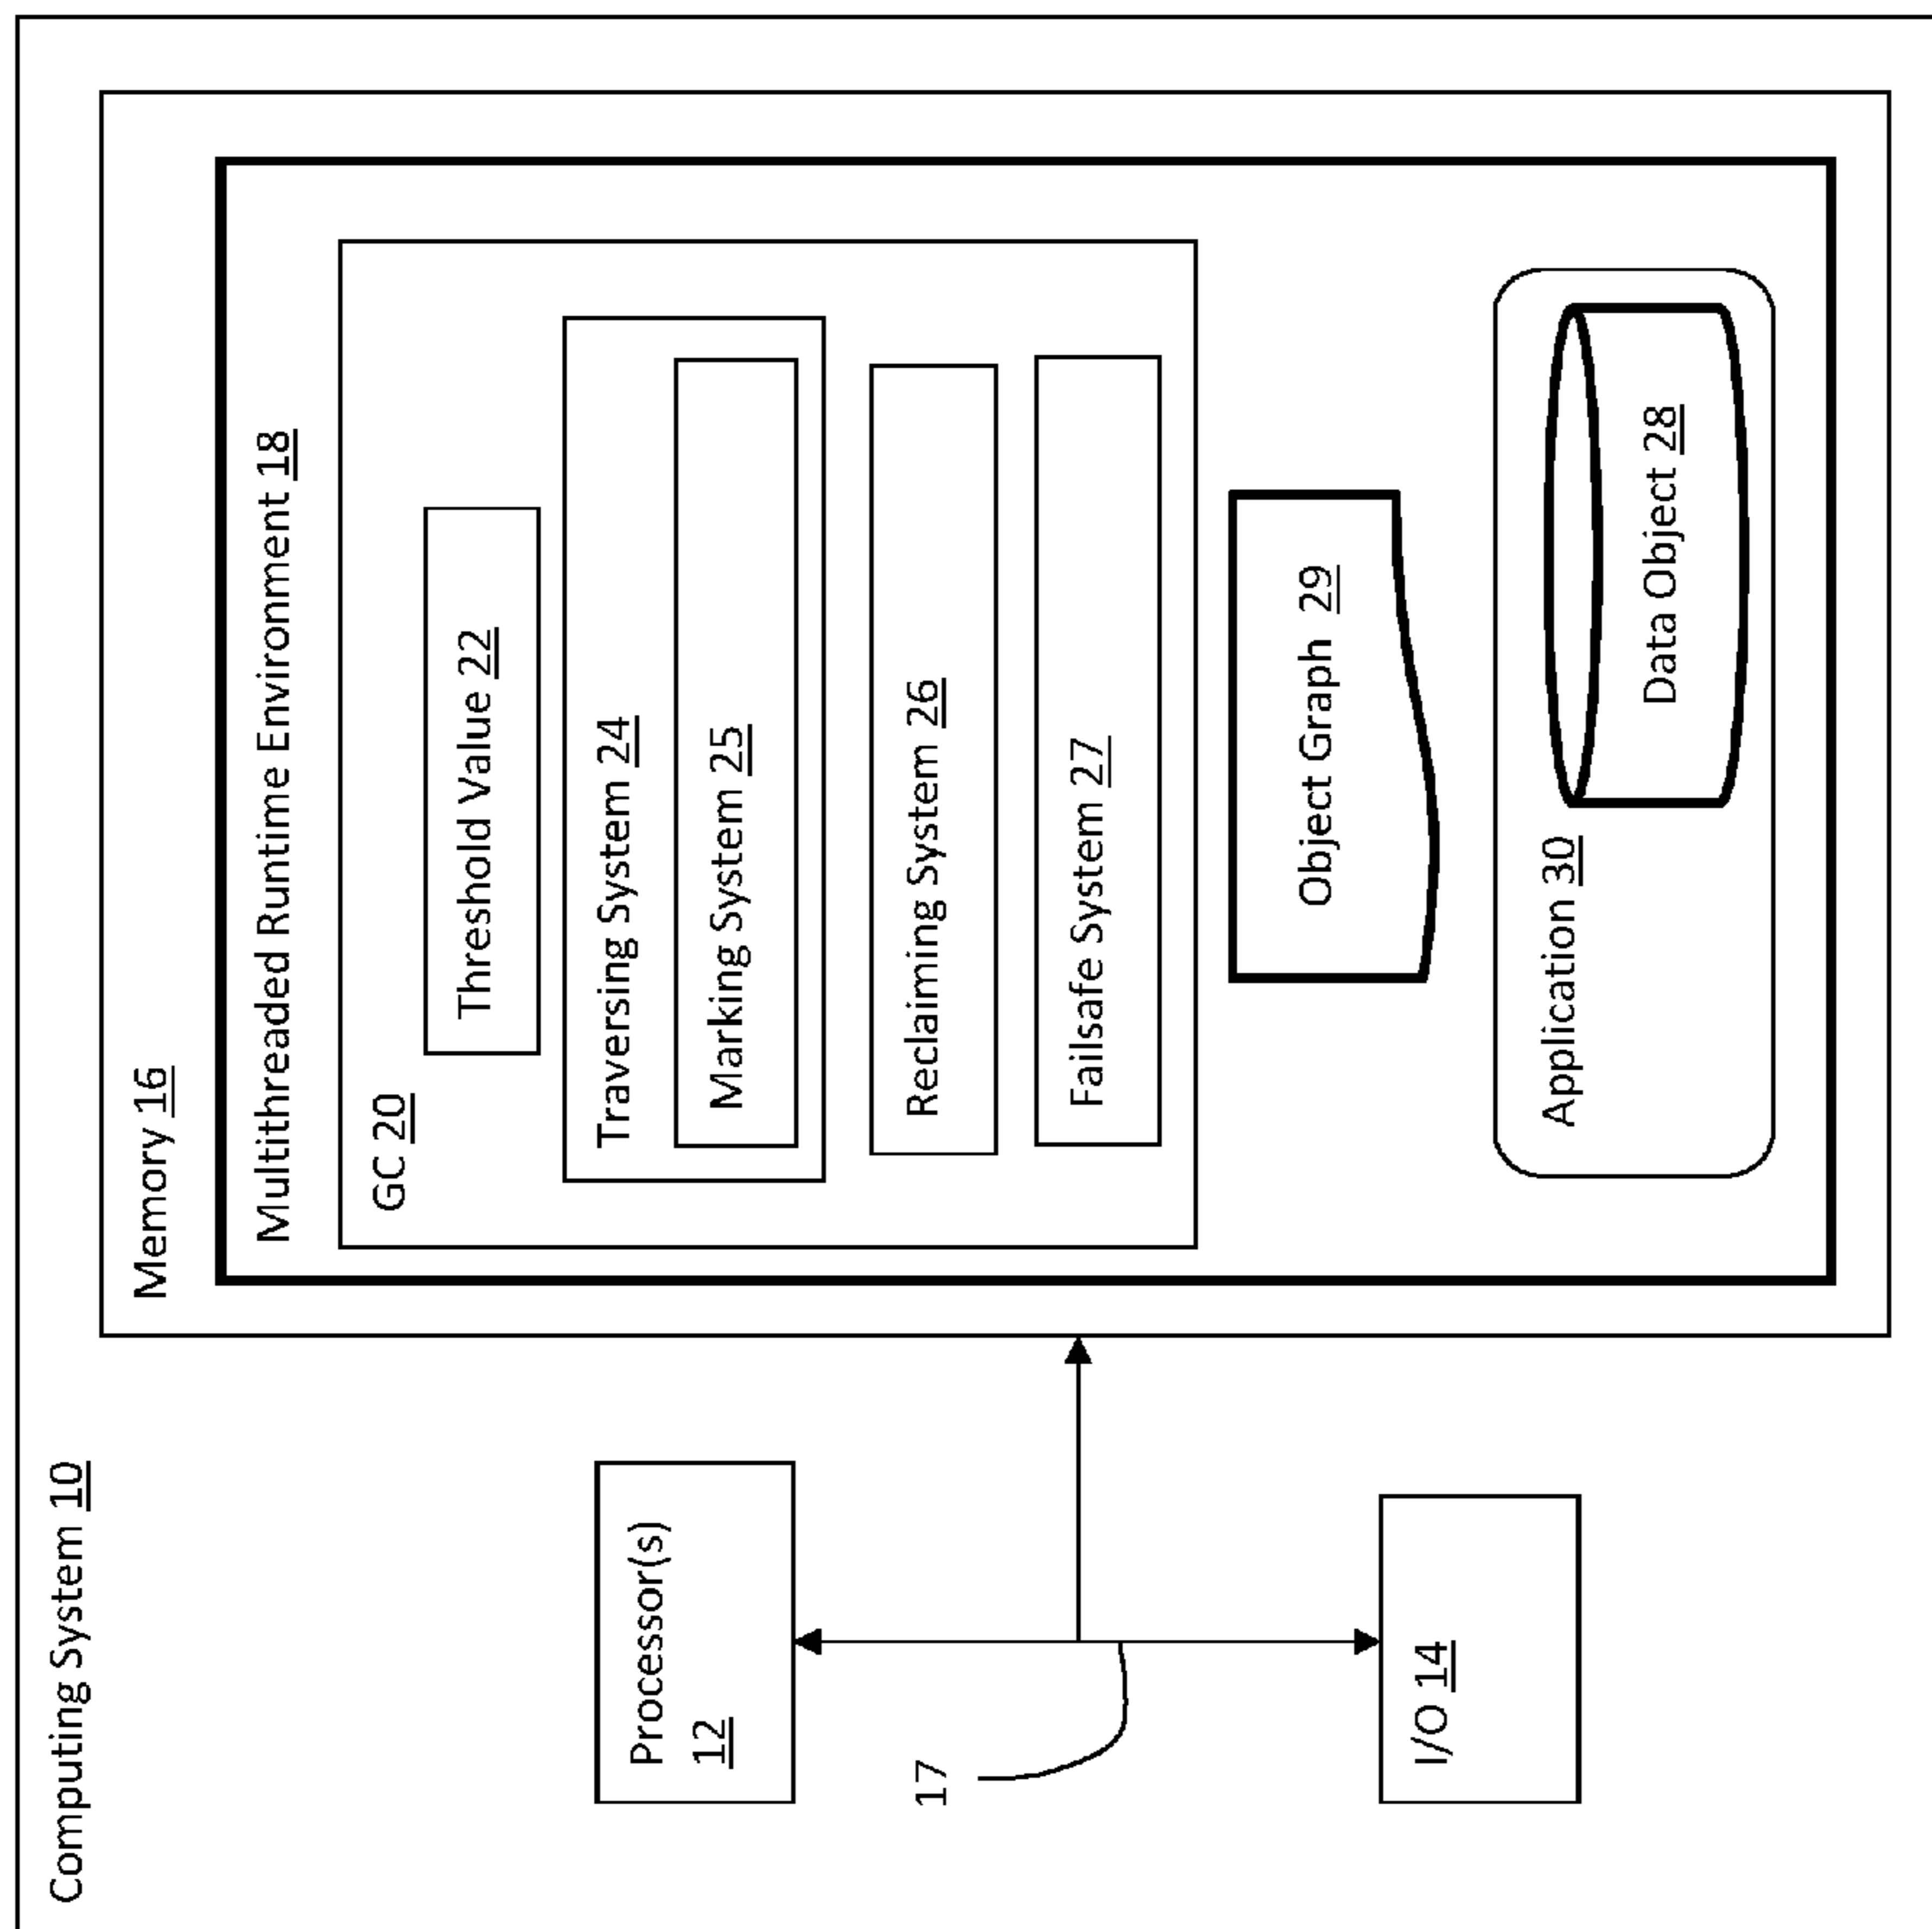 Computing System 10
Memory 16
Multithreaded Runtime Environment 18
GC 20
Threshold Value 22
Traversing System 24
Marking System 25
Reclaiming System 26
Failsafe System 27
Object Graph 29
Application 30
Data Object 28
Processor(s)
12
17
I/O 14